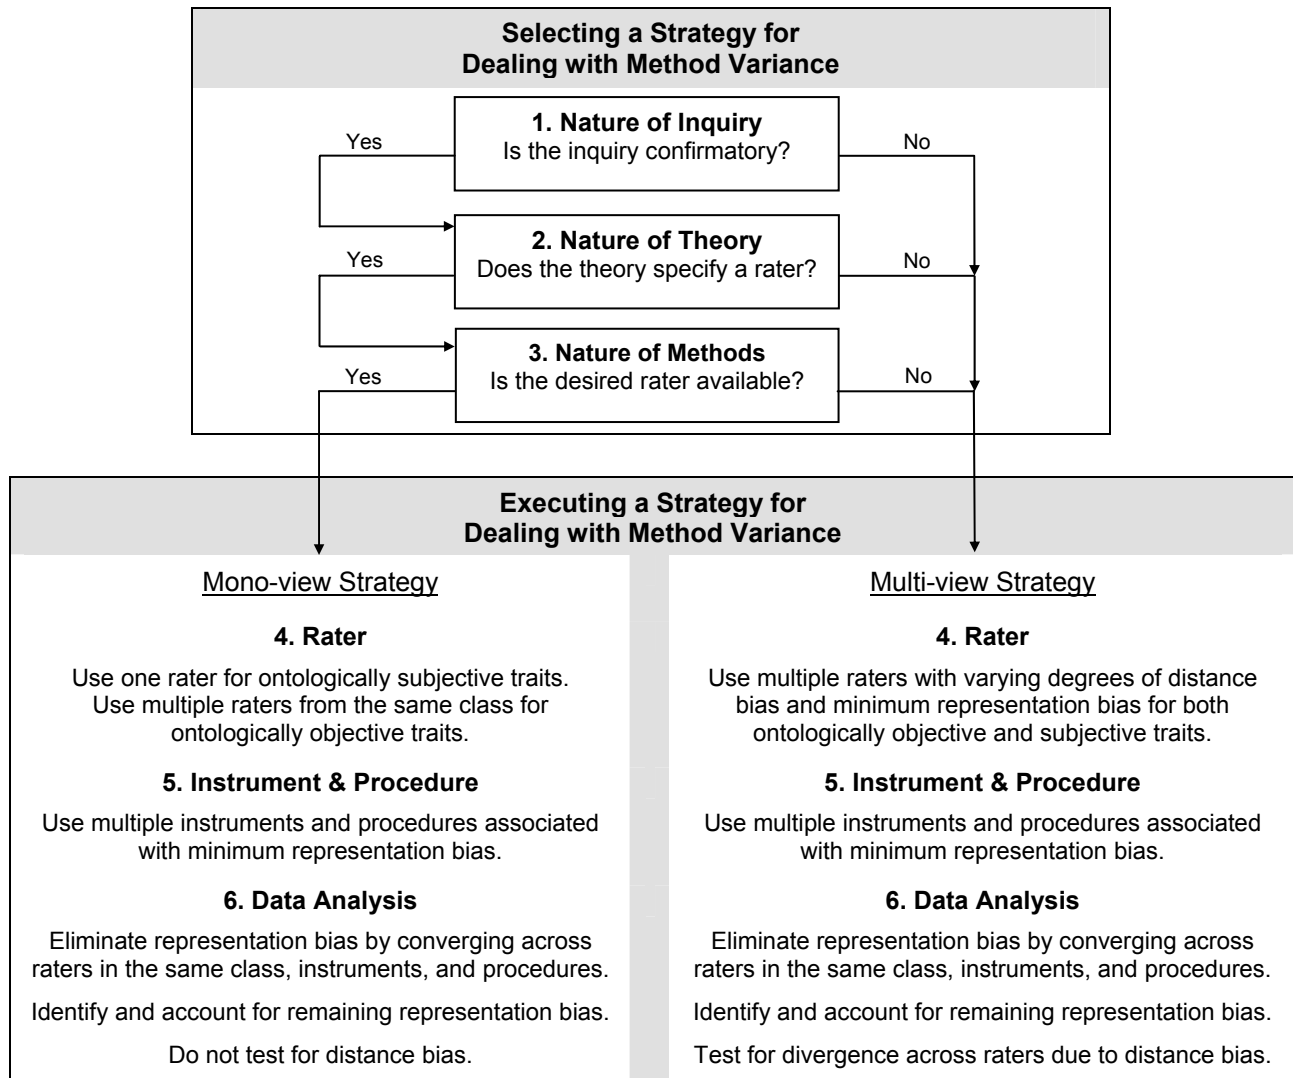 Selecting a Strategy for
Dealing with Method Variance
1. Nature of Inquiry
Is the inquiry confirmatory?
Yes
No
2. Nature of Theory
Does the theory specify a rater?
Yes
No
3. Nature of Methods
Is the desired rater available?
Yes
No
Executing a Strategy for
Dealing with Method Variance
Mono-view Strategy
4. Rater
Use one rater for ontologically subjective traits.
Use multiple raters from the same class for
ontologically objective traits.
5. Instrument & Procedure
Use multiple instruments and procedures associated
with minimum representation bias.
6. Data Analysis
Eliminate representation bias by converging across
raters in the same class, instruments, and procedures.
Identify and account for remaining representation bias.
Do not test for distance bias.
Multi-view Strategy
4. Rater
Use multiple raters with varying degrees of distance
bias and minimum representation bias for both
ontologically objective and subjective traits.
5. Instrument & Procedure
Use multiple instruments and procedures associated
with minimum representation bias.
6. Data Analysis
Eliminate representation bias by converging across
raters in the same class, instruments, and procedures.
Identify and account for remaining representation bias.
Test for divergence across raters due to distance bias.